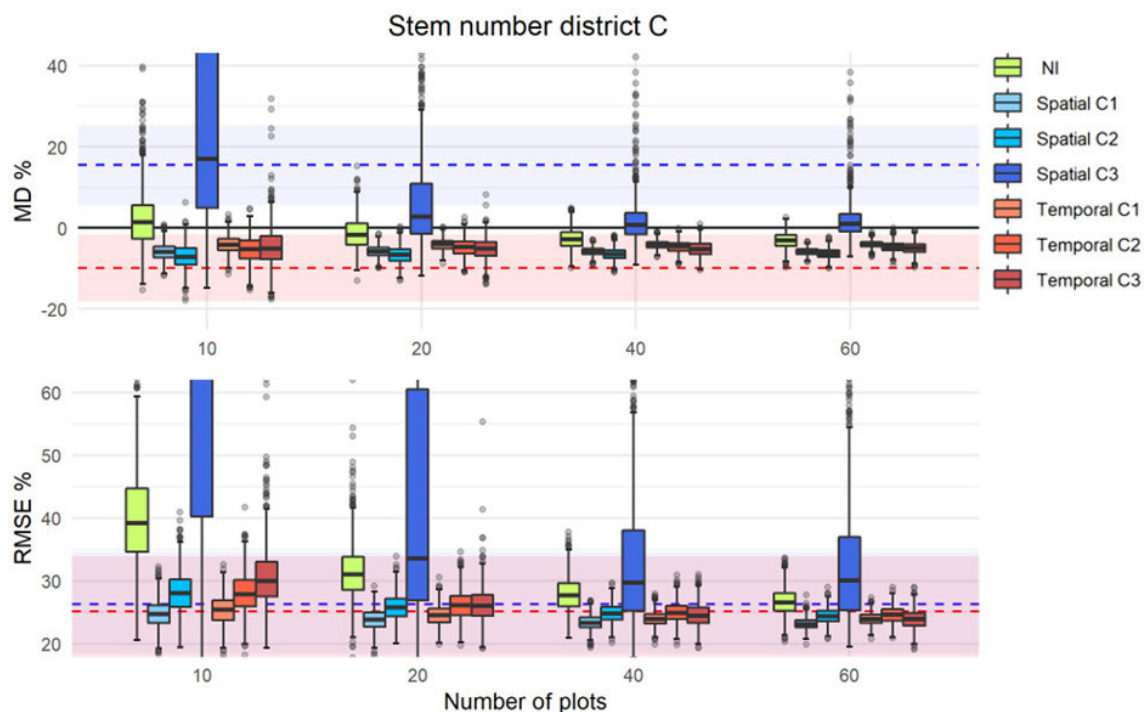 Stem number district C
MD %
40
20
0
-20
10
20
40
60
NI
Spatial C1
Spatial C2
Spatial C3
Temporal C1
Temporal C2
Temporal C3
RMSE %
60
50
40
30
20
10
20
40
60
Number of plots